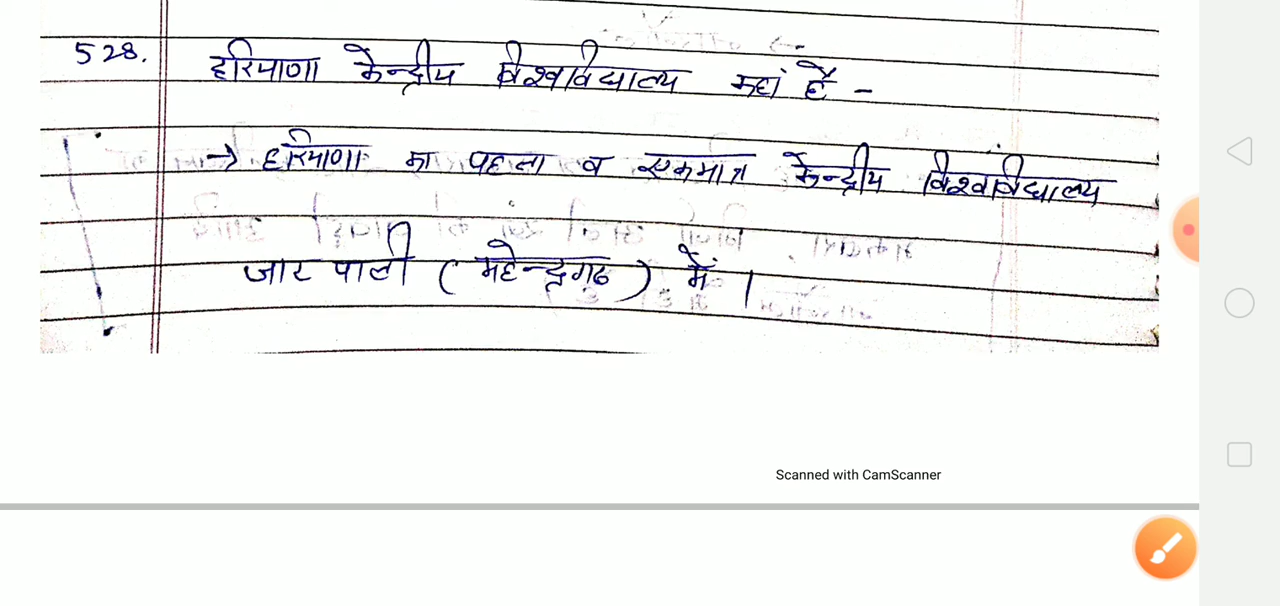 528. हरियाणा केन्द्रीय विश्वविद्यालय कहां है -
→ हरियाणा का पहला व एकमात्र केन्द्रीय विश्वविद्यालय
जाट पाली ( महेन्द्रगढ़ ) में |
Scanned with CamScanner